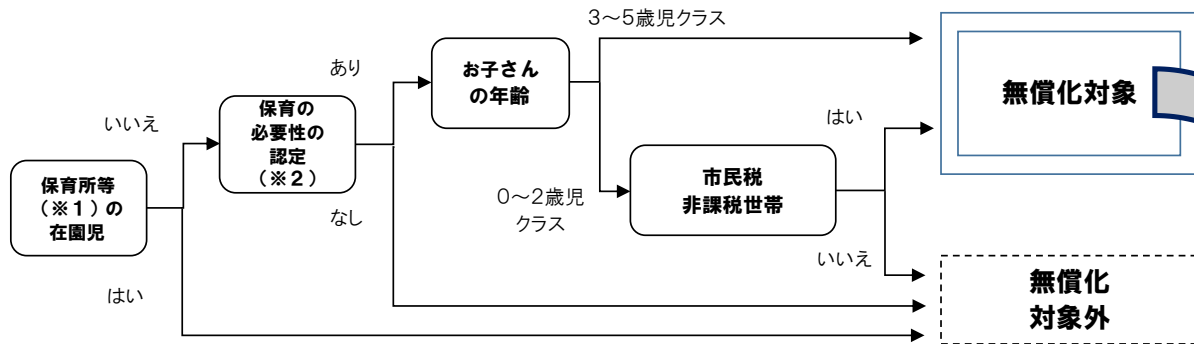 3～5歳児クラス
あり
お子さん
の年齢
無償化対象
いいえ
保育の
必要性の
認定
（※２）
はい
保育所等
（※１）の
在園児
市民税
非課税世帯
０～２歳児
クラス
なし
いいえ
はい
無償化
対象外